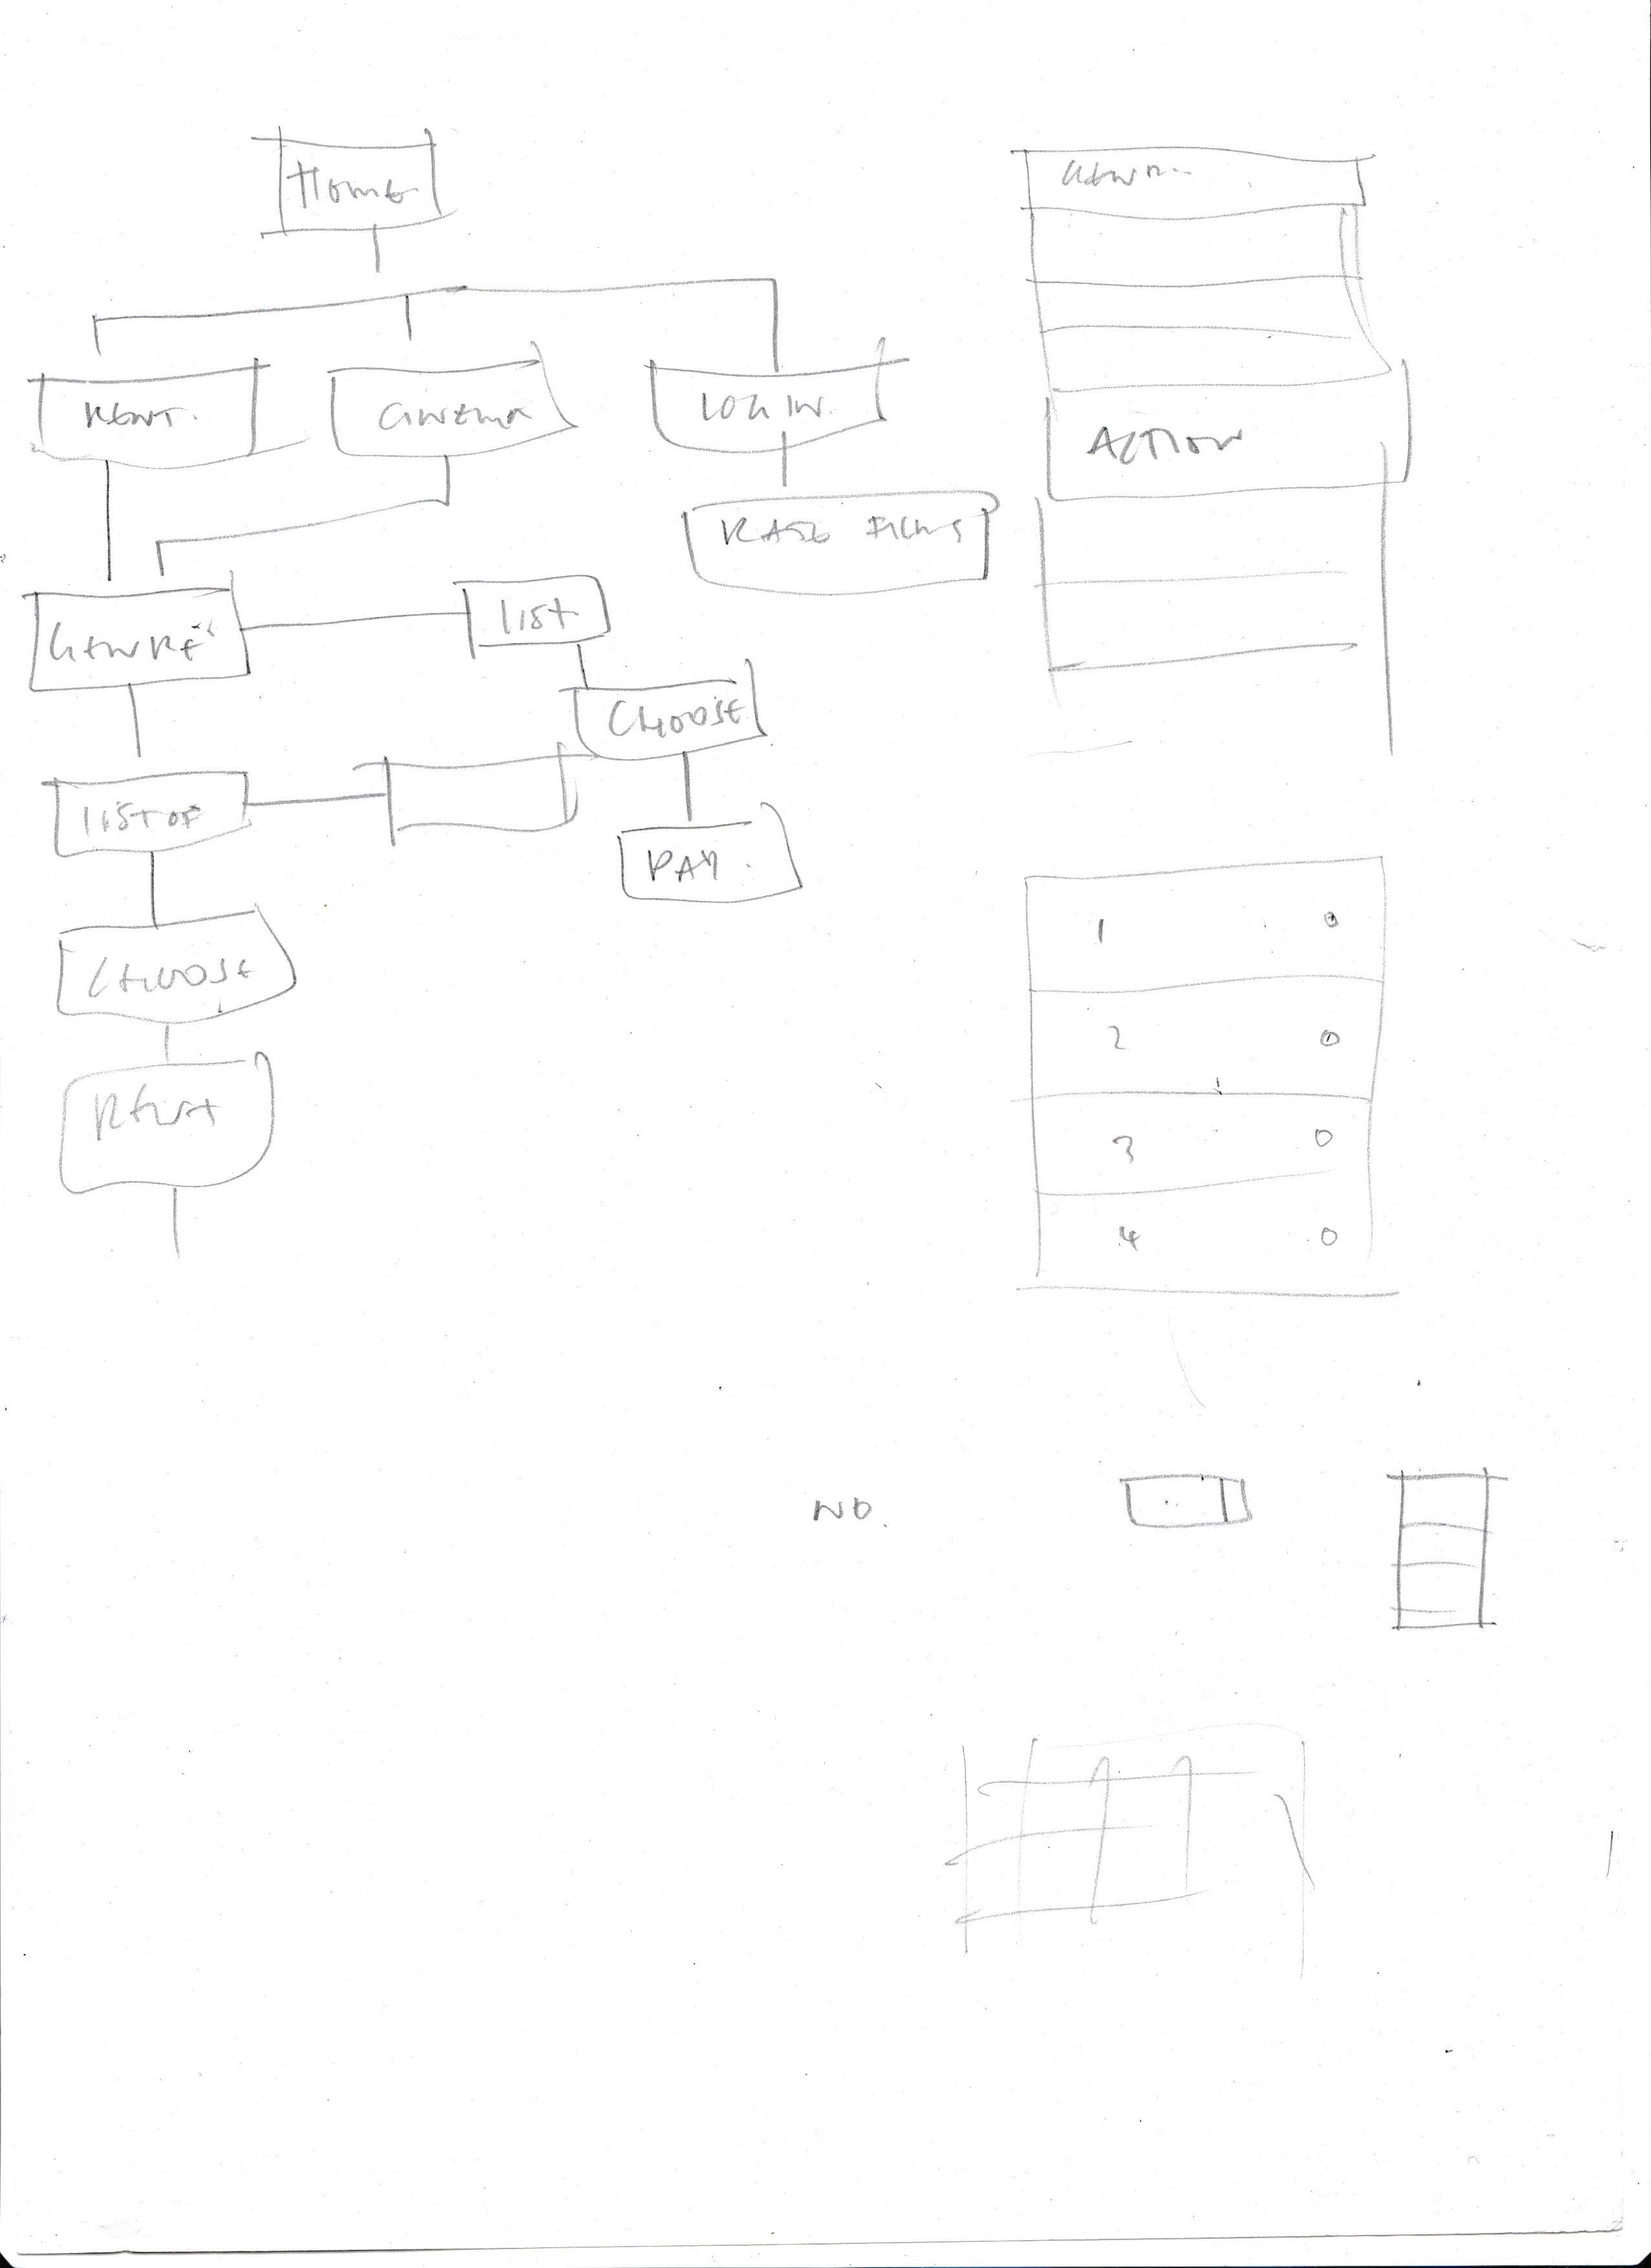 Home
RENT.
CINEMA
LOGIN.
RATE FILMS
GENRE
list
CHOOSE
list of
PAY.
CHOOSE
Rent
GENR...
ACTION
1 0
2 0
3 0
4 0
NO.